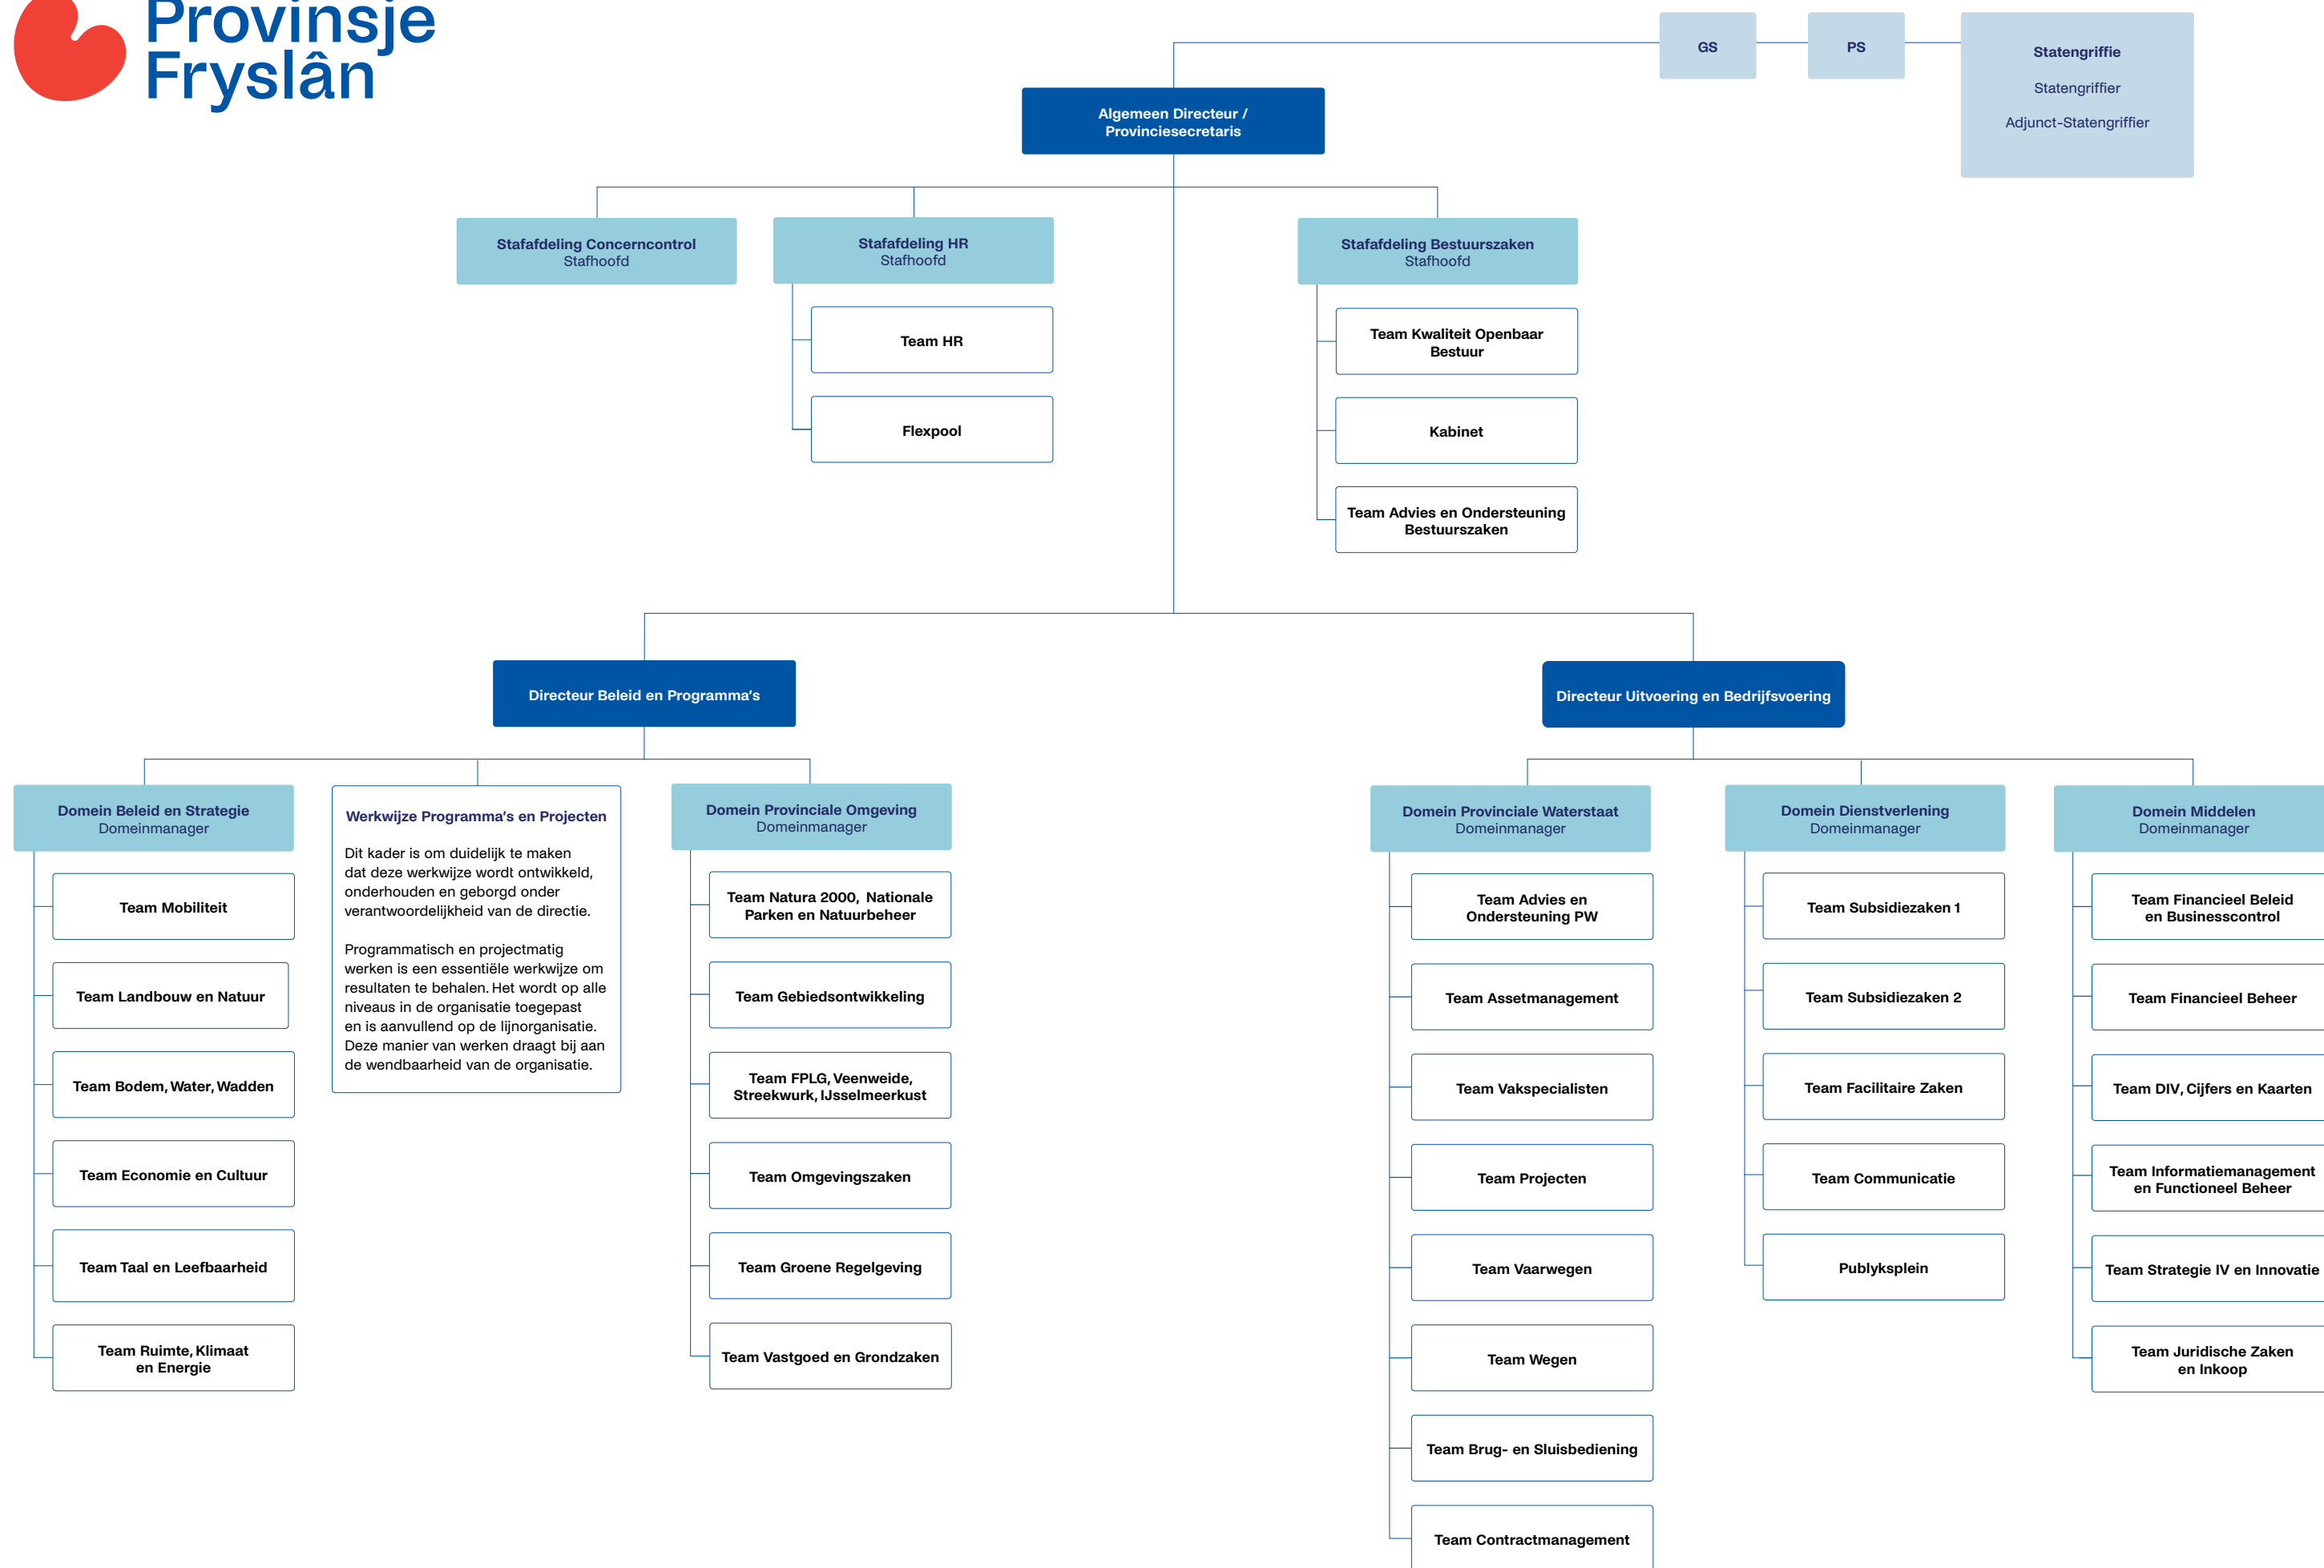 Provinsje
Fryslân
GS
PS
Statengriffie
Statengriffier
Adjunct-Statengriffier
Algemeen Directeur /
Provinciesecretaris
Stafafdeling Concerncontrol
Stafhoofd
Stafafdeling HR
Stafhoofd
Team HR
Flexpool
Stafafdeling Bestuurszaken
Stafhoofd
Team Kwaliteit Openbaar
Bestuur
Kabinet
Team Advies en Ondersteuning
Bestuurszaken
Directeur Beleid en Programma's
Directeur Uitvoering en Bedrijfsvoering
Domein Beleid en Strategie
Domeinmanager
Team Mobiliteit
Team Landbouw en Natuur
Team Bodem, Water, Wadden
Team Economie en Cultuur
Team Taal en Leefbaarheid
Team Ruimte, Klimaat
en Energie
Werkwijze Programma's en Projecten
Dit kader is om duidelijk te maken
dat deze werkwijze wordt ontwikkeld,
onderhouden en geborgd onder
verantwoordelijkheid van de directie.
Programmatisch en projectmatig
werken is een essentiële werkwijze om
resultaten te behalen. Het wordt op alle
niveaus in de organisatie toegepast
en is aanvullend op de lijnorganisatie.
Deze manier van werken draagt bij aan
de wendbaarheid van de organisatie.
Domein Provinciale Omgeving
Domeinmanager
Team Natura 2000, Nationale
Parken en Natuurbeheer
Team Gebiedsontwikkeling
Team FPLG, Veenweide,
Streekwurk, IJsselmeerkust
Team Omgevingszaken
Team Groene Regelgeving
Team Vastgoed en Grondzaken
Domein Provinciale Waterstaat
Domeinmanager
Team Advies en
Ondersteuning PW
Team Assetmanagement
Team Vakspecialisten
Team Projecten
Team Vaarwegen
Team Wegen
Team Brug- en Sluisbediening
Team Contractmanagement
Domein Dienstverlening
Domeinmanager
Team Subsidiezaken 1
Team Subsidiezaken 2
Team Facilitaire Zaken
Team Communicatie
Publyksplein
Domein Middelen
Domeinmanager
Team Financieel Beleid
en Businesscontrol
Team Financieel Beheer
Team DIV, Cijfers en Kaarten
Team Informatiemanagement
en Functioneel Beheer
Team Strategie IV en Innovatie
Team Juridische Zaken
en Inkoop